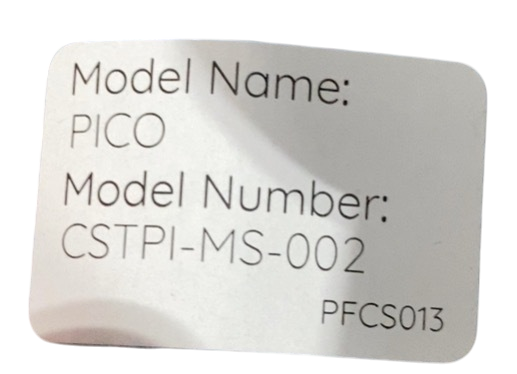 Model Name:
PICO
Model Number:
CSTPI-MS-002
PFCS013